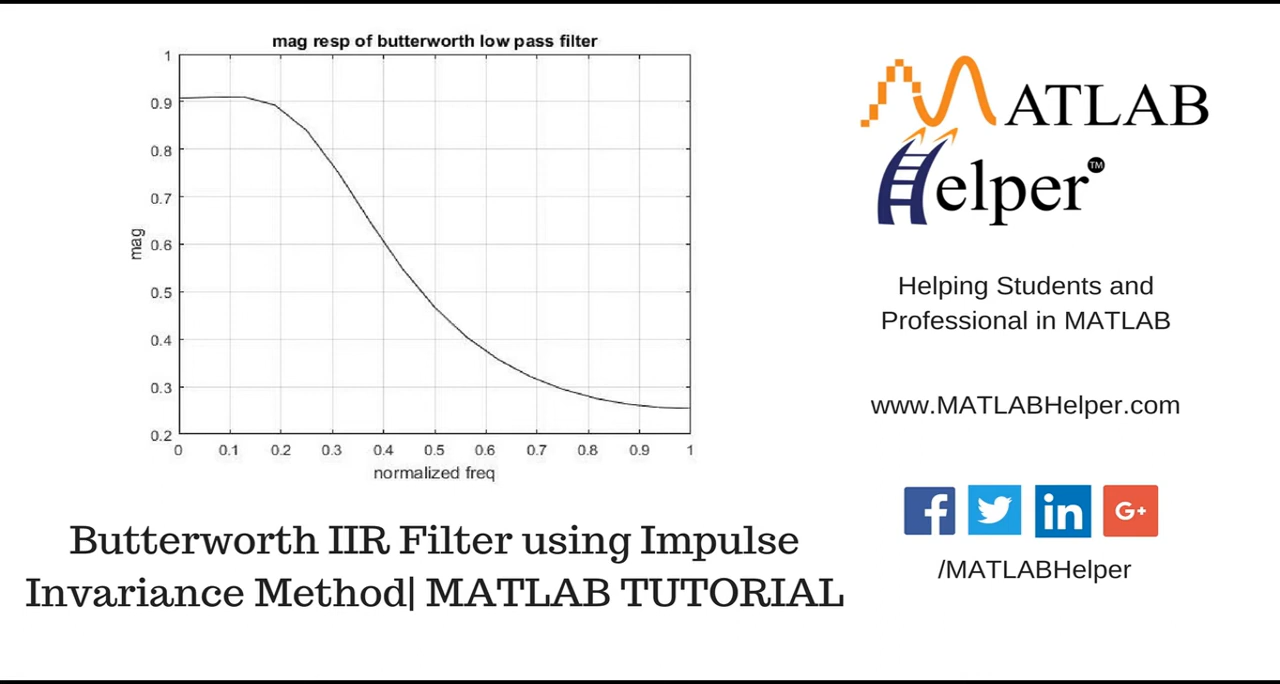 mag resp of butterworth low pass filter
1
0.9
0.8
0.7
0.6
0.5
0.4
0.3
0.2
mag
0 0.1 0.2 0.3 0.4 0.5 0.6 0.7 0.8 0.9 1
normalized freq
Butterworth IIR Filter using Impulse
Invariance Method| MATLAB TUTORIAL
MATLAB
Helper TM
Helping Students and
Professional in MATLAB
www.MATLABHelper.com
f in G+
/MATLABHelper